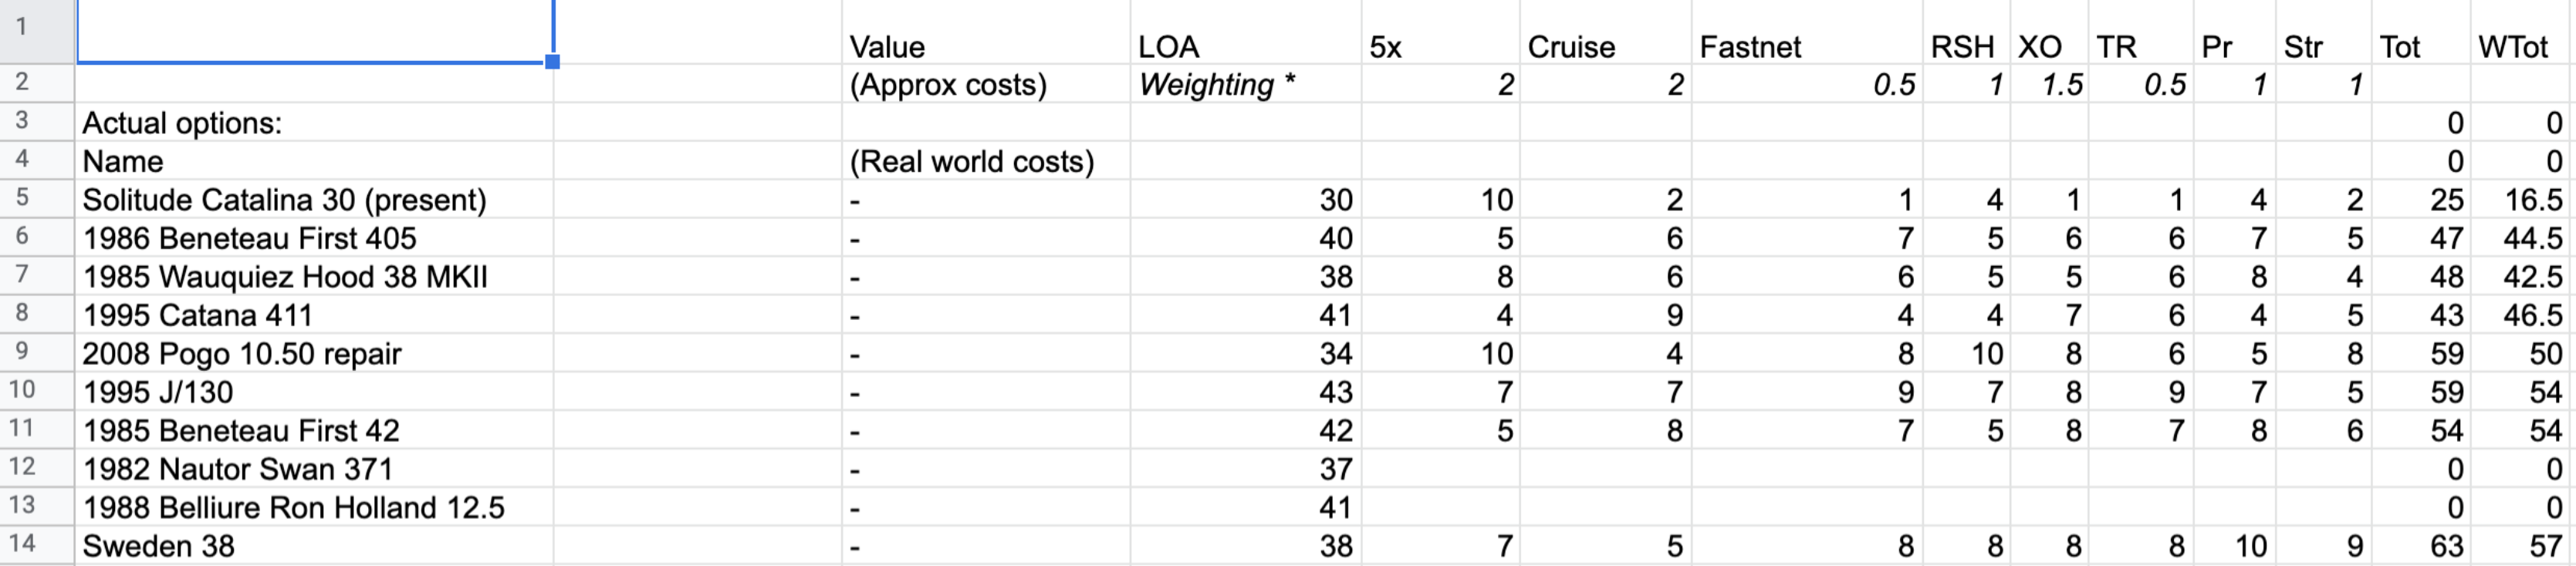 1 Value LOA 5x Cruise Fastnet RSH XO TR Pr Str Tot WTot
2 (Approx costs) Weighting * 2 2 0.5 1 1.5 0.5 1 1
3 Actual options: 0 0
4 Name (Real world costs) 0 0
5 Solitude Catalina 30 (present) - 30 10 2 1 4 1 1 4 2 25 16.5
6 1986 Beneteau First 405 - 40 5 6 7 5 6 6 7 5 47 44.5
7 1985 Wauquiez Hood 38 MKII - 38 8 6 6 5 5 6 8 4 48 42.5
8 1995 Catana 411 - 41 4 9 4 4 7 6 4 5 43 46.5
9 2008 Pogo 10.50 repair - 34 10 4 8 10 8 6 5 8 59 50
10 1995 J/130 - 43 7 7 9 7 8 9 7 5 59 54
11 1985 Beneteau First 42 - 42 5 8 7 5 8 7 8 6 54 54
12 1982 Nautor Swan 371 - 37 0 0
13 1988 Belliure Ron Holland 12.5 - 41 0 0
14 Sweden 38 - 38 7 5 8 8 8 8 10 9 63 57